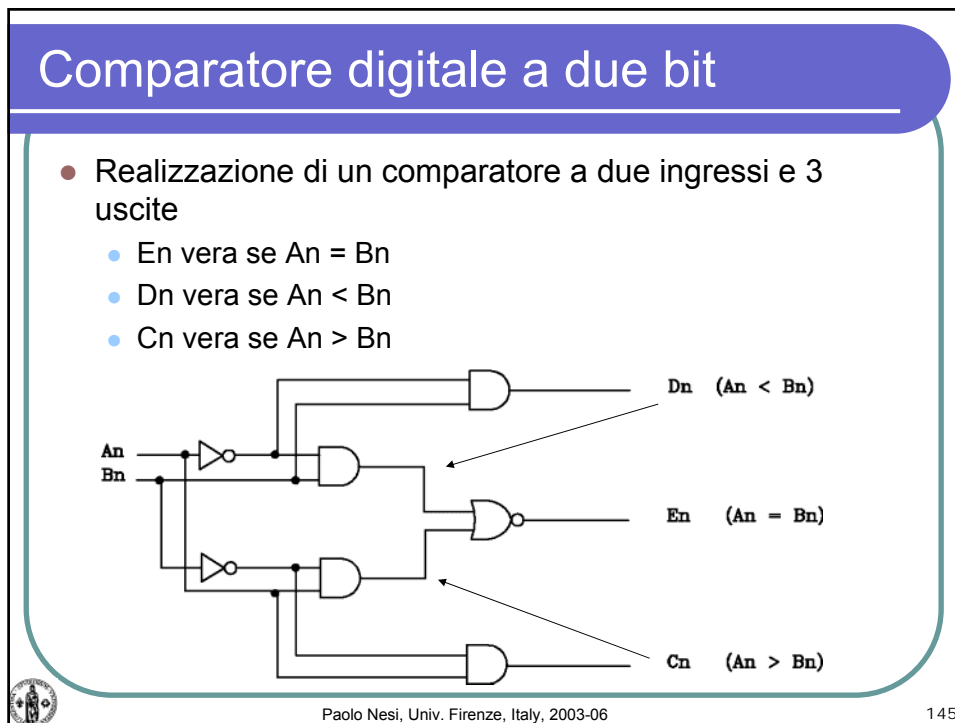 Comparatore digitale a due bit
Realizzazione di un comparatore a due ingressi e 3
uscite
En vera se An = Bn
Dn vera se An < Bn
Cn vera se An > Bn
Dn (An < Bn)
An
Bn
En (An = Bn)
Cn (An > Bn)
Paolo Nesi, Univ. Firenze, Italy, 2003-06
145